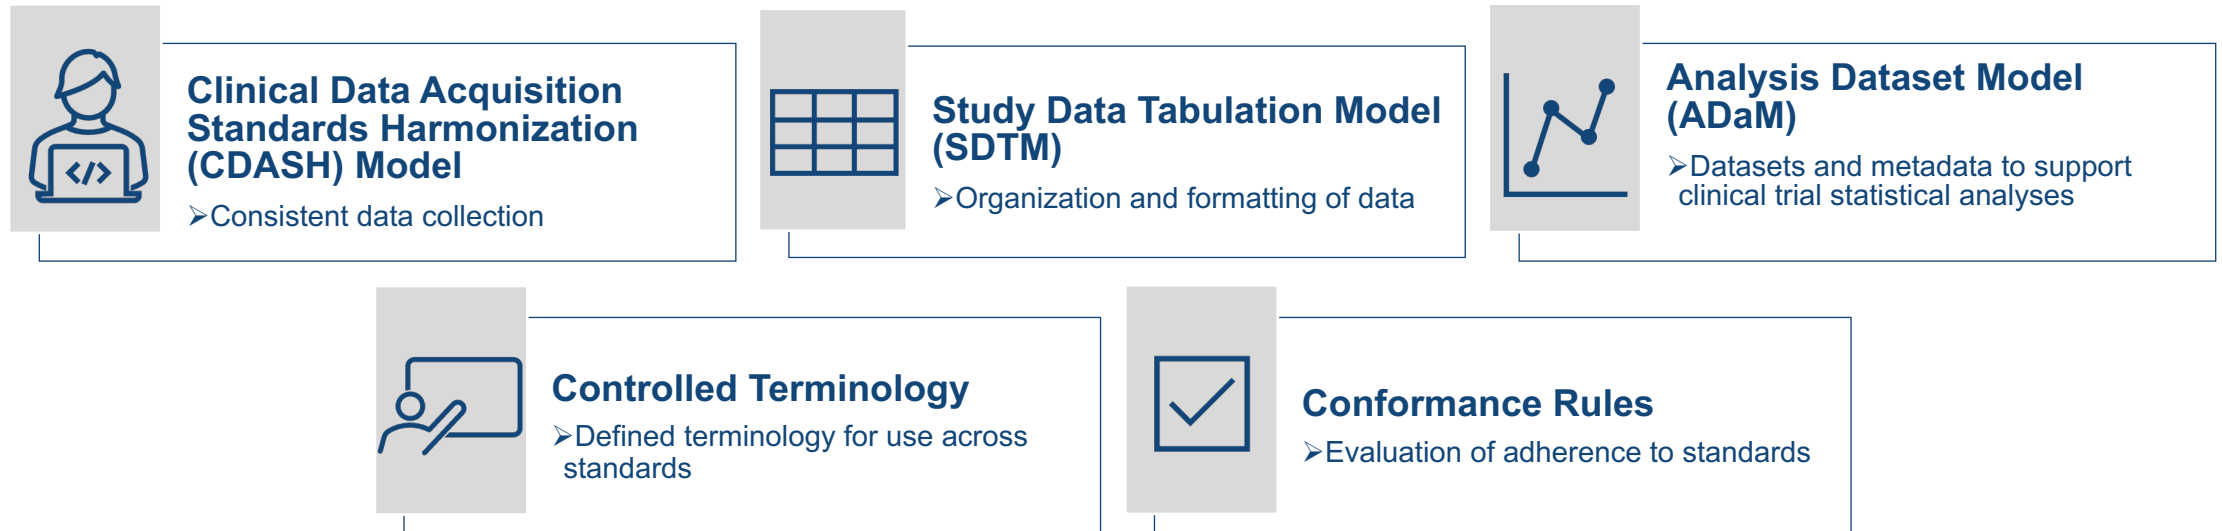 Clinical Data Acquisition
Standards Harmonization
(CDASH) Model
➢Consistent data collection
Study Data Tabulation Model
(SDTM)
➢Organization and formatting of data
Analysis Dataset Model
(ADaM)
➢Datasets and metadata to support
clinical trial statistical analyses
Controlled Terminology
➢Defined terminology for use across
standards
Conformance Rules
➢Evaluation of adherence to standards